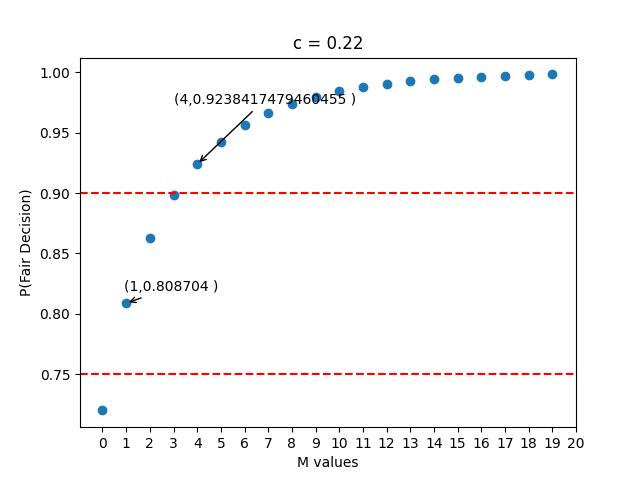 c = 0.22
1.00
(4,0.9238417479460455 )
0.95
0.90
P(Fair Decision)
0.85
(1,0.808704 )
0.80
0.75
0 1 2 3 4 5 6 7 8 9 10 11 12 13 14 15 16 17 18 19 20
M values